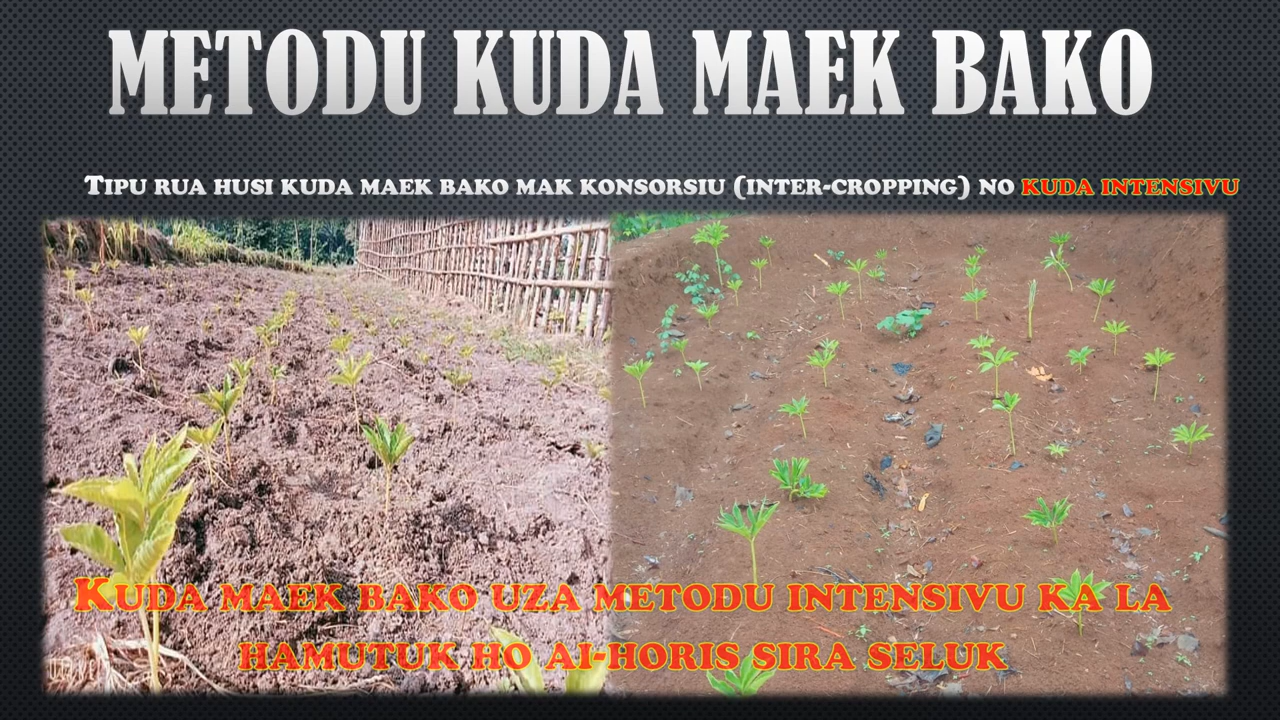 METODU KUDA MAEK BAKO
TIPU RUA HUSI KUDA MAEK BAKO MAK KONSORSIU (INTER-CROPPING) NO KUDA INTENSIVU
KUDA MAEK BAKO UZA METODU INTENSIVU KA LA
HAMUTUK HO AI-HORIS SIRA SELUK